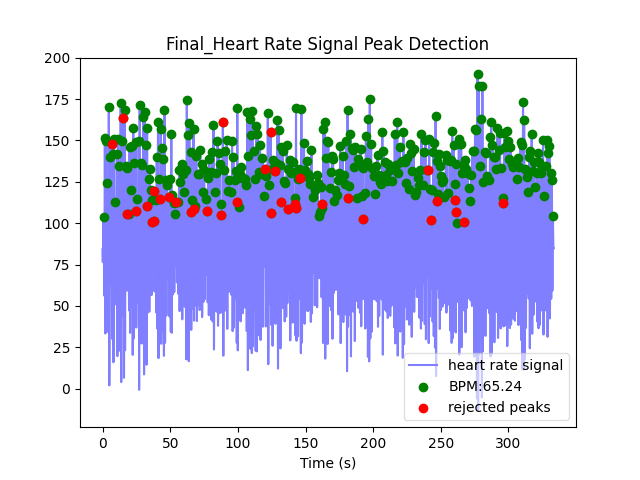 Final_Heart Rate Signal Peak Detection
200
175
150
125
100
75
50
25
0
heart rate signal
BPM:65.24
rejected peaks
0 50 100 150 200 250 300
Time (s)